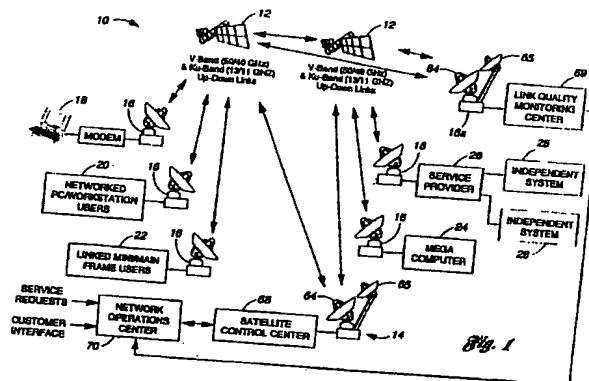 10
12
12
V-Band (50/40 GHz)
& Ku-Band (13/11 GHz)
Up-Down Links
V-Band (50/40 GHz)
& Ku-Band (13/11 GHz)
Up-Down Links
64
65
69
LINK QUALITY
MONITORING
CENTER
16a
18
16
MODEM
20
NETWORKED
PC/WORKSTATION
USERS
16
16
26
SERVICE
PROVIDER
28
INDEPENDENT
SYSTEM
INDEPENDENT
SYSTEM
28
22
LINKED MINI/MAIN
FRAME USERS
16
16
24
MEGA
COMPUTER
SERVICE
REQUESTS
CUSTOMER
INTERFACE
NETWORK
OPERATIONS
CENTER
70
68
SATELLITE
CONTROL CENTER
64
65
14
Fig. 1